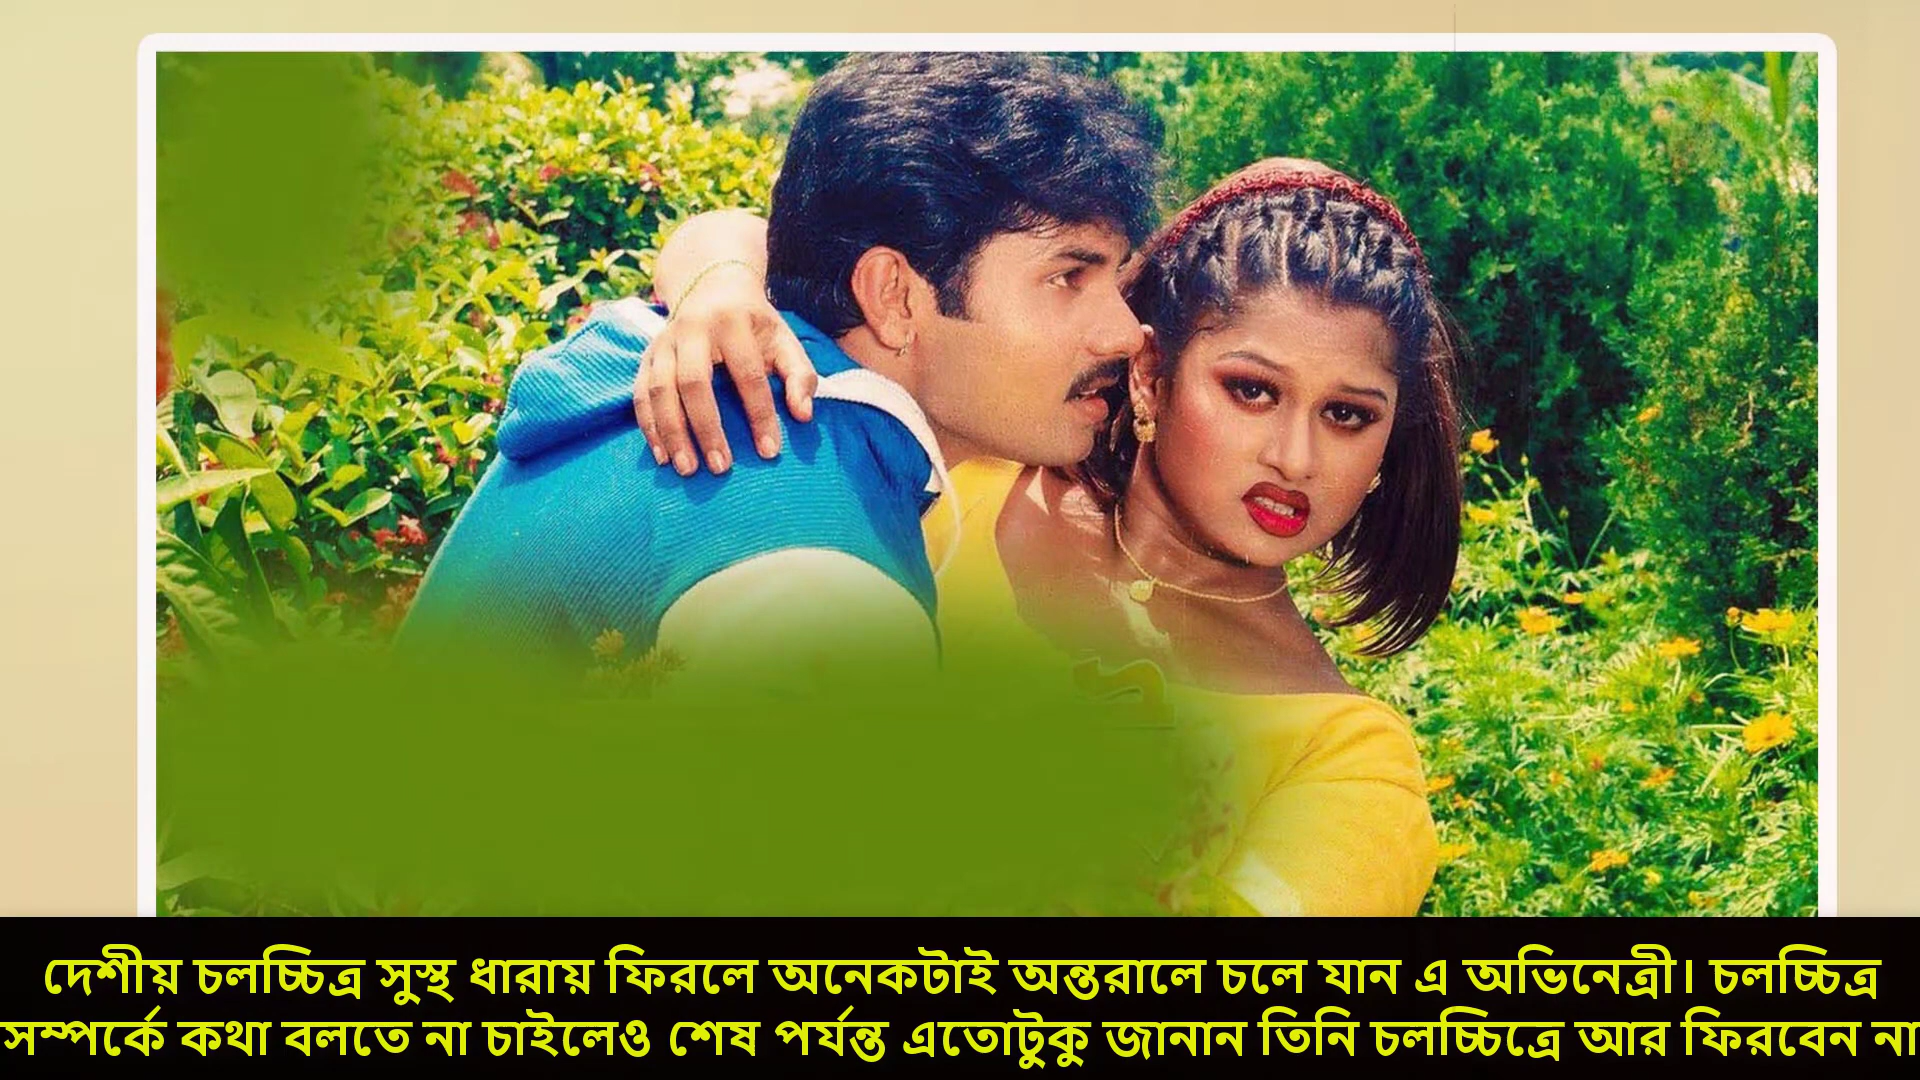 দেশীয় চলচ্চিত্র সুস্থ ধারায় ফিরলে অনেকটাই অন্তরালে চলে যান এ অভিনেত্রী। চলচ্চিত্র
সম্পর্কে কথা বলতে না চাইলেও শেষ পর্যন্ত এতোটুকু জানান তিনি চলচ্চিত্রে আর ফিরবেন না